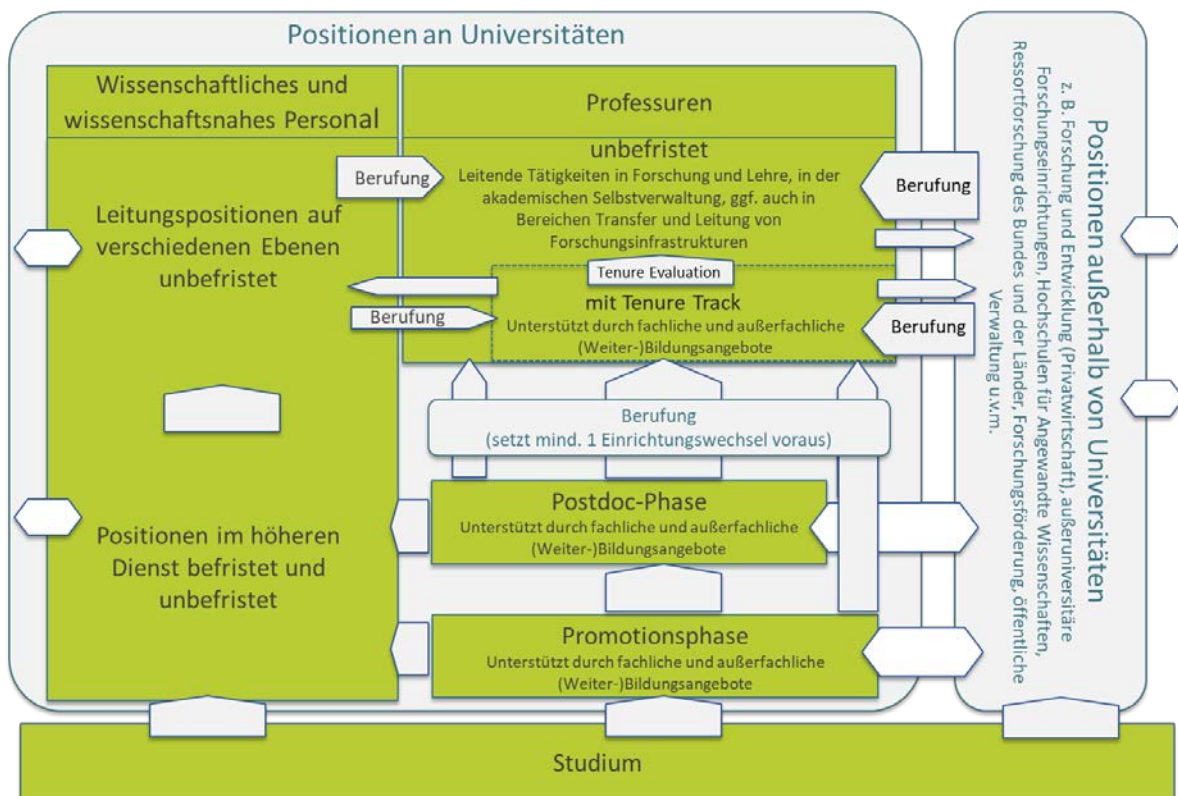 Positionen an Universitäten
Wissenschaftliches und
wissenschaftsnahes Personal
Leitungspositionen auf
verschiedenen Ebenen
unbefristet
Positionen im höheren
Dienst befristet und
unbefristet
Professuren
unbefristet
Leitende Tätigkeiten in Forschung und Lehre, in der
akademischen Selbstverwaltung, ggf. auch in
Bereichen Transfer und Leitung von
Forschungsinfrastrukturen
Berufung
Berufung
Tenure Evaluation
mit Tenure Track
Unterstützt durch fachliche und außerfachliche
(Weiter-)Bildungsangebote
Berufung
Berufung
Berufung
(setzt mind. 1 Einrichtungswechsel voraus)
Postdoc-Phase
Unterstützt durch fachliche und außerfachliche
(Weiter-)Bildungsangebote
Promotionsphase
Unterstützt durch fachliche und außerfachliche
(Weiter-)Bildungsangebote
Positionen außerhalb von Universitäten
z. B. Forschung und Entwicklung (Privatwirtschaft), außeruniversitäre
Forschungseinrichtungen, Hochschulen für Angewandte Wissenschaften,
Ressortforschung des Bundes und der Länder, Forschungsförderung, öffentliche
Verwaltung u.v.m.
Studium